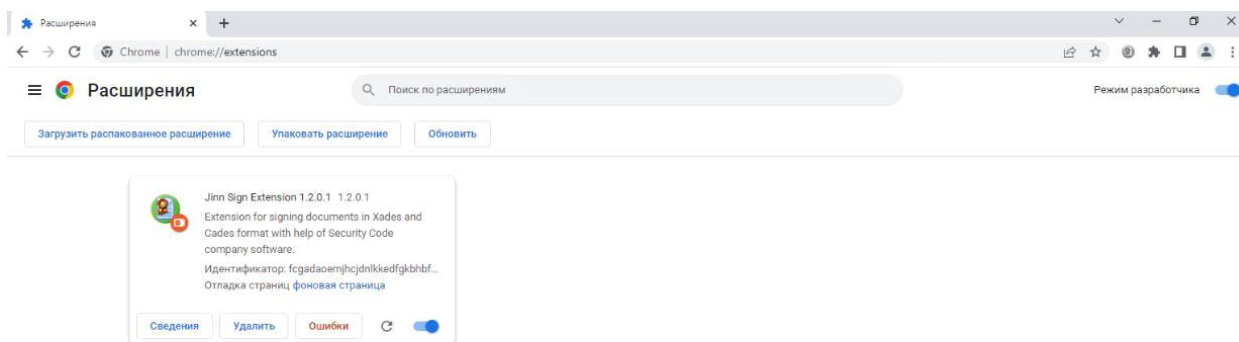 Расширения
Chrome | chrome://extensions
Расширения
Поиск по расширениям
Режим разработчика
Загрузить распакованное расширение
Упаковать расширение
Обновить
Jinn Sign Extension 1.2.0.1 1.2.0.1
Extension for signing documents in Xades and
Cades format with help of Security Code
company software.
Идентификатор: fcgadaoemjhcjdnlkkedfgkbhbf...
Отладка страниц фоновая страница
Сведения
Удалить
Ошибки